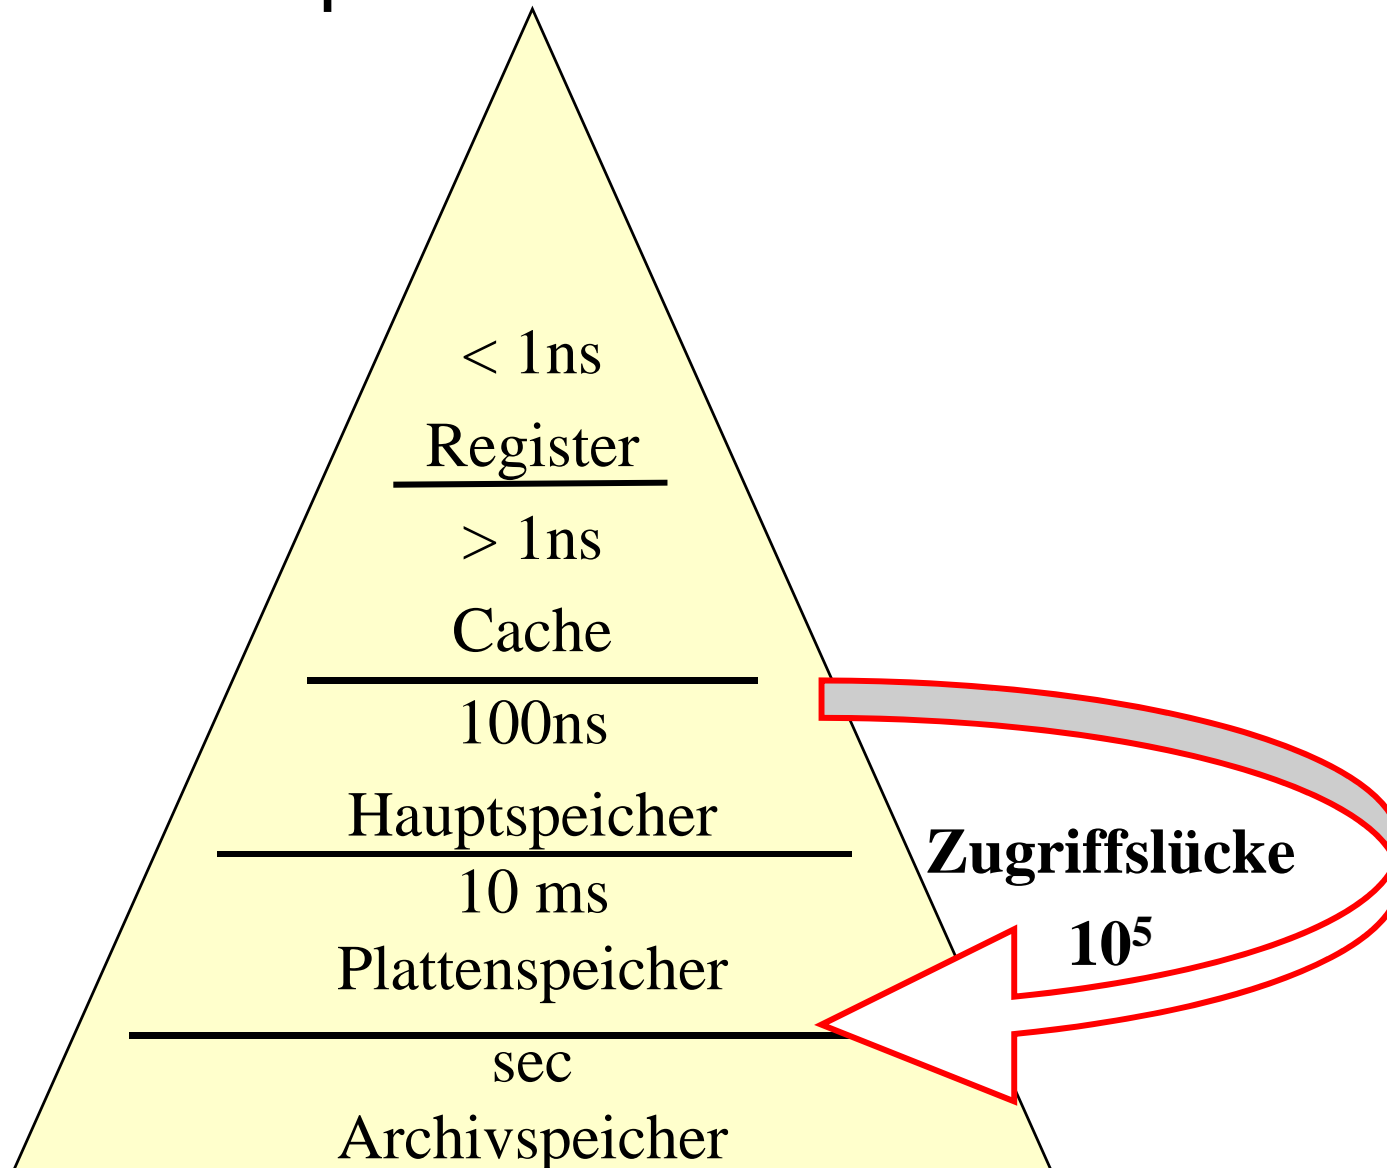 < 1ns
Register
> 1ns
Cache
100ns
Hauptspeicher
10 ms
Plattenspeicher
sec
Archivspeicher
Zugriffslücke
10⁵